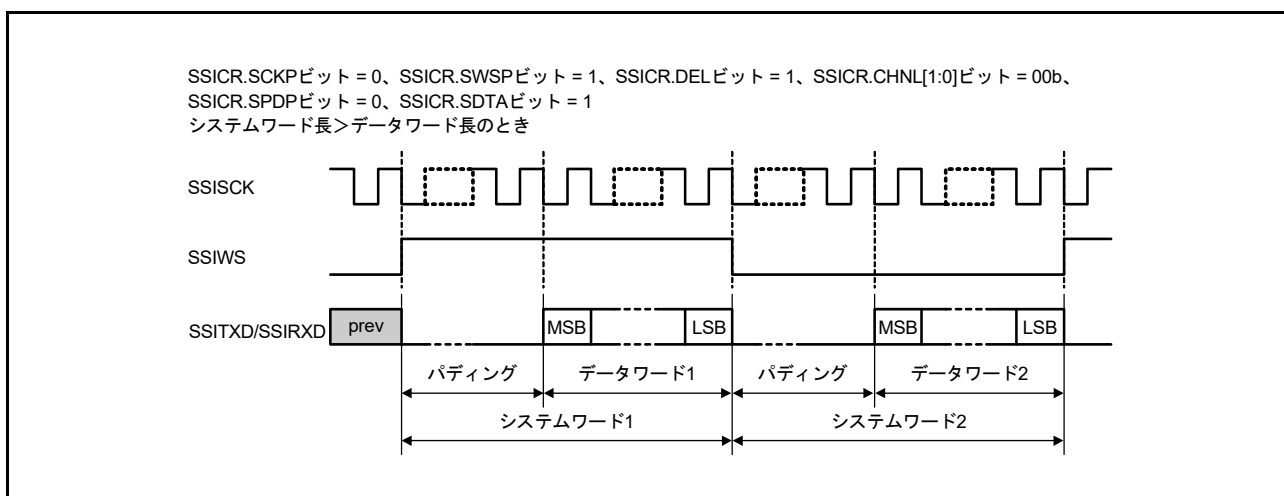 SSICR.SCKPビット = 0、SSICR.SWSPビット = 1、SSICR.DELビット = 1、SSICR.CHNL[1:0]ビット = 00b、
SSICR.SPDPビット = 0、SSICR.SDTAビット = 1
システムワード長＞データワード長のとき
SSISCK
SSIWS
SSITXD/SSIRXD prev MSB LSB MSB LSB
パディング データワード1 パディング データワード2
システムワード1 システムワード2